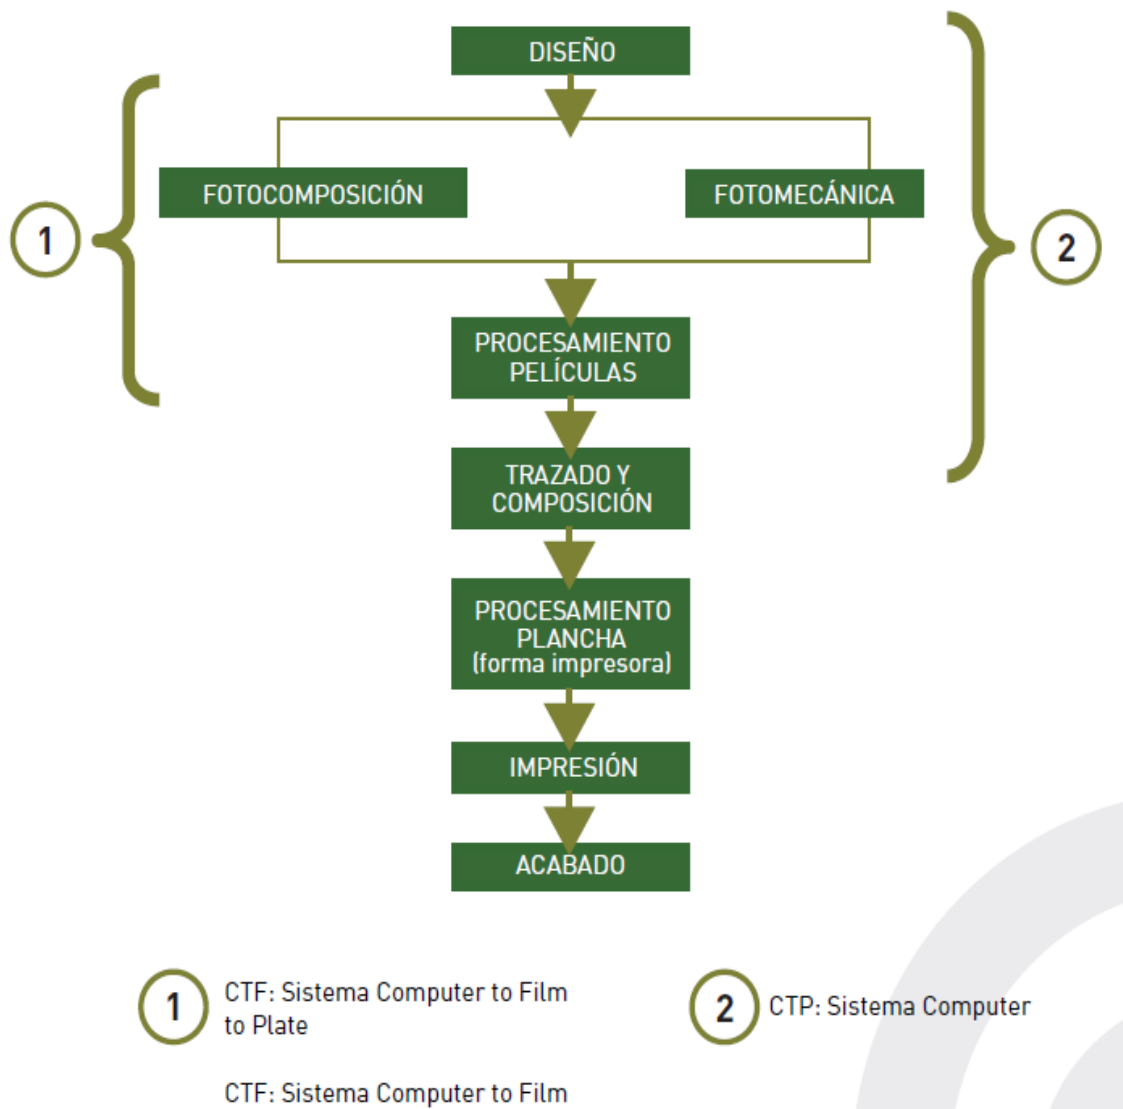 DISEÑO
FOTOCOMPOSICIÓN
FOTOMECÁNICA
1
2
PROCESAMIENTO
PELÍCULAS
TRAZADO Y
COMPOSICIÓN
PROCESAMIENTO
PLANCHA
(forma impresora)
IMPRESIÓN
ACABADO
1
CTF: Sistema Computer to Film
to Plate
CTF: Sistema Computer to Film
2
CTP: Sistema Computer